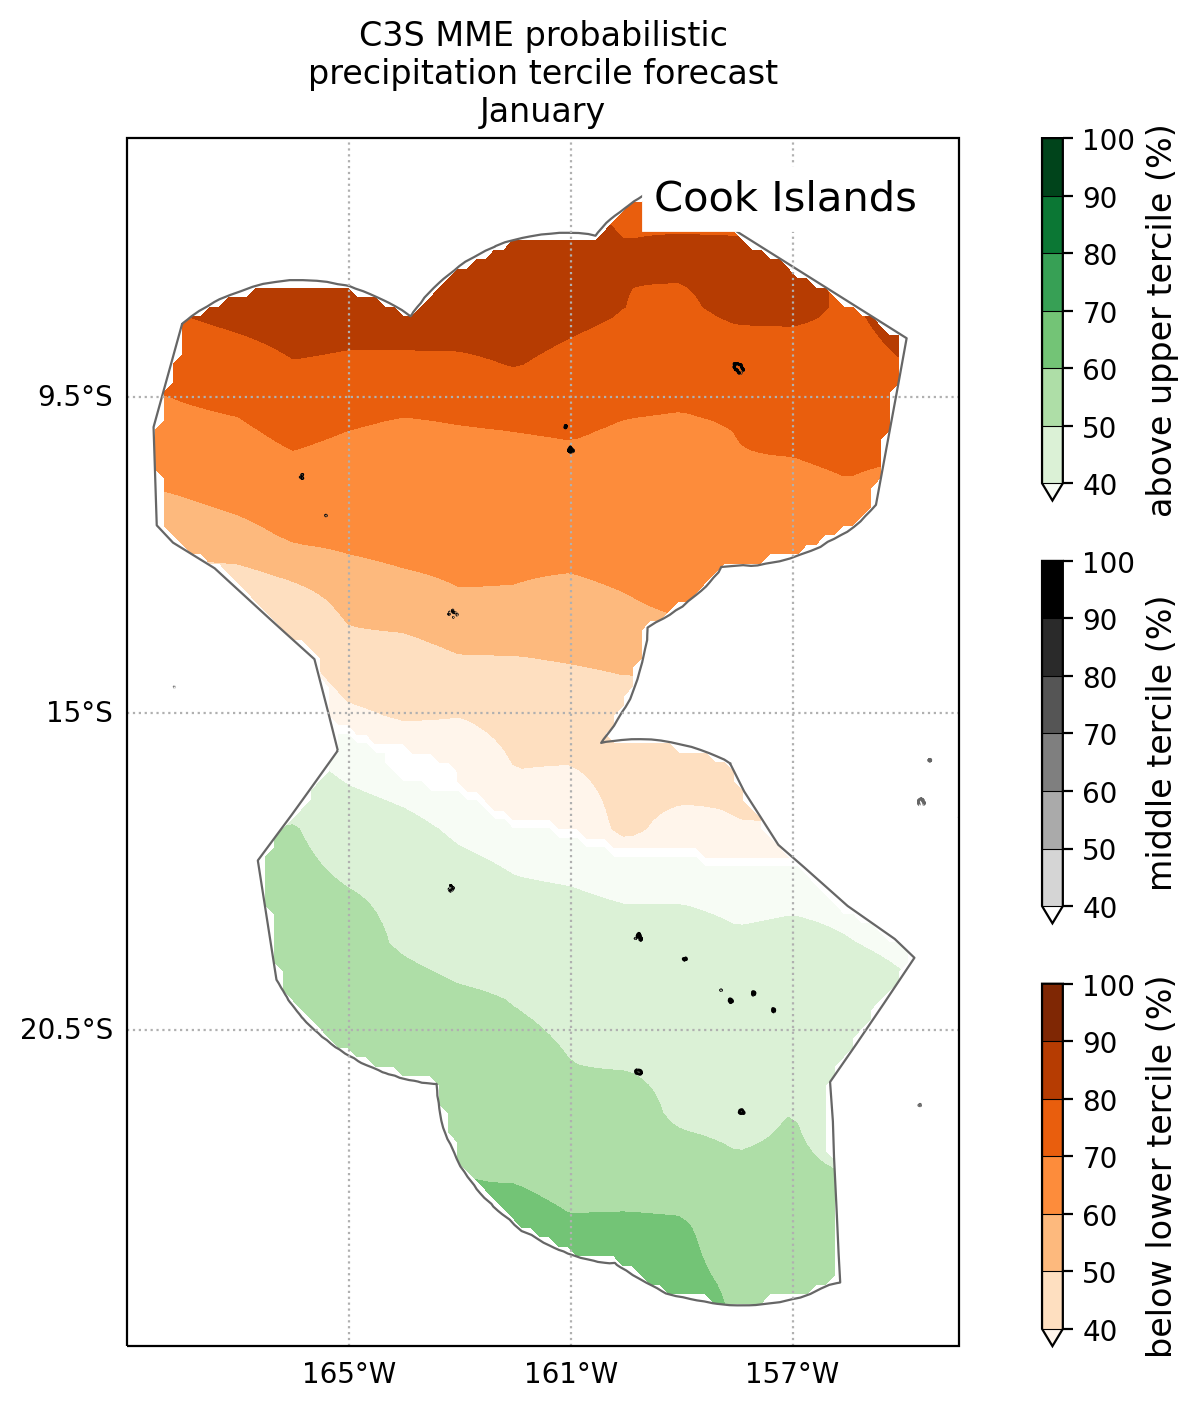 C3S MME probabilistic
precipitation tercile forecast
January
Cook Islands
9.5°S
15°S
20.5°S
165°W
161°W
157°W
100
90
80
70
60
50
40
above upper tercile (%)
100
90
80
70
60
50
40
middle tercile (%)
100
90
80
70
60
50
40
below lower tercile (%)